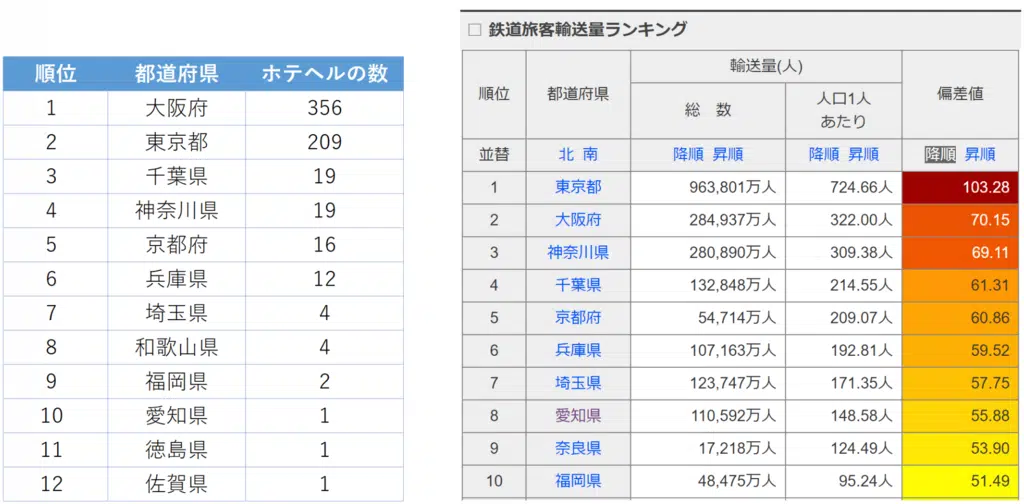 順位 都道府県 ホテヘルの数
1 大阪府 356
2 東京都 209
3 千葉県 19
4 神奈川県 19
5 京都府 16
6 兵庫県 12
7 埼玉県 4
8 和歌山県 4
9 福岡県 2
10 愛知県 1
11 徳島県 1
12 佐賀県 1
鉄道旅客輸送量ランキング
順位 都道府県 輸送量(人) 偏差値
総 数 人口1人
あたり
並替 北 南 降順 昇順 降順 昇順 降順 昇順
1 東京都 963,801万人 724.66人 103.28
2 大阪府 284,937万人 322.00人 70.15
3 神奈川県 280,890万人 309.38人 69.11
4 千葉県 132,848万人 214.55人 61.31
5 京都府 54,714万人 209.07人 60.86
6 兵庫県 107,163万人 192.81人 59.52
7 埼玉県 123,747万人 171.35人 57.75
8 愛知県 110,592万人 148.58人 55.88
9 奈良県 17,218万人 124.49人 53.90
10 福岡県 48,475万人 95.24人 51.49